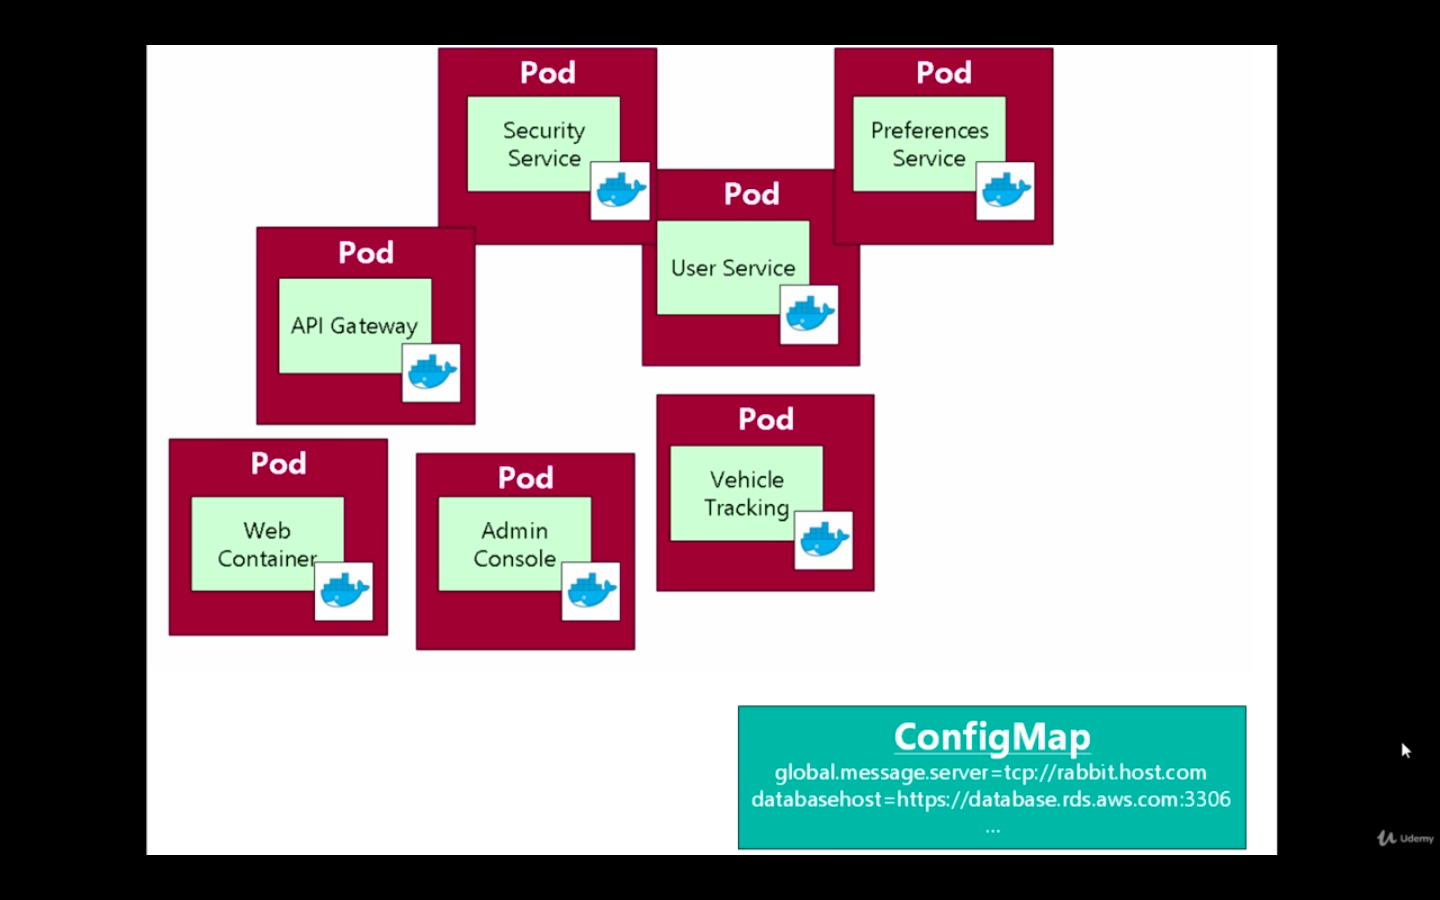 Pod
Security
Service
Pod
Preferences
Service
Pod
User Service
Pod
API Gateway
Pod
Vehicle
Tracking
Pod
Web
Container
Pod
Admin
Console
ConfigMap
global.message.server=tcp://rabbit.host.com
databasehost=https://database.rds.aws.com:3306
...
Udemy